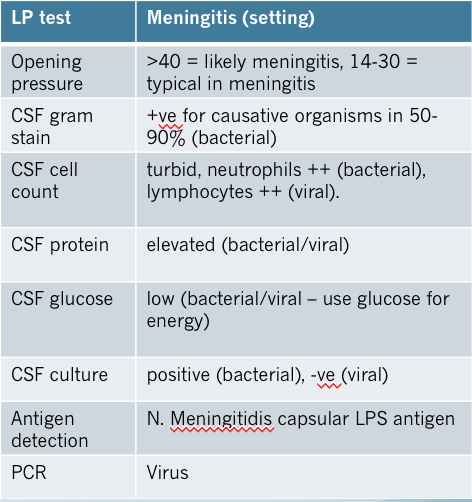 LP test Meningitis (setting)
Opening pressure >40 = likely meningitis, 14-30 = typical in meningitis
CSF gram stain +ve for causative organisms in 50-90% (bacterial)
CSF cell count turbid, neutrophils ++ (bacterial), lymphocytes ++ (viral).
CSF protein elevated (bacterial/viral)
CSF glucose low (bacterial/viral – use glucose for energy)
CSF culture positive (bacterial), -ve (viral)
Antigen detection N. Meningitidis capsular LPS antigen
PCR Virus